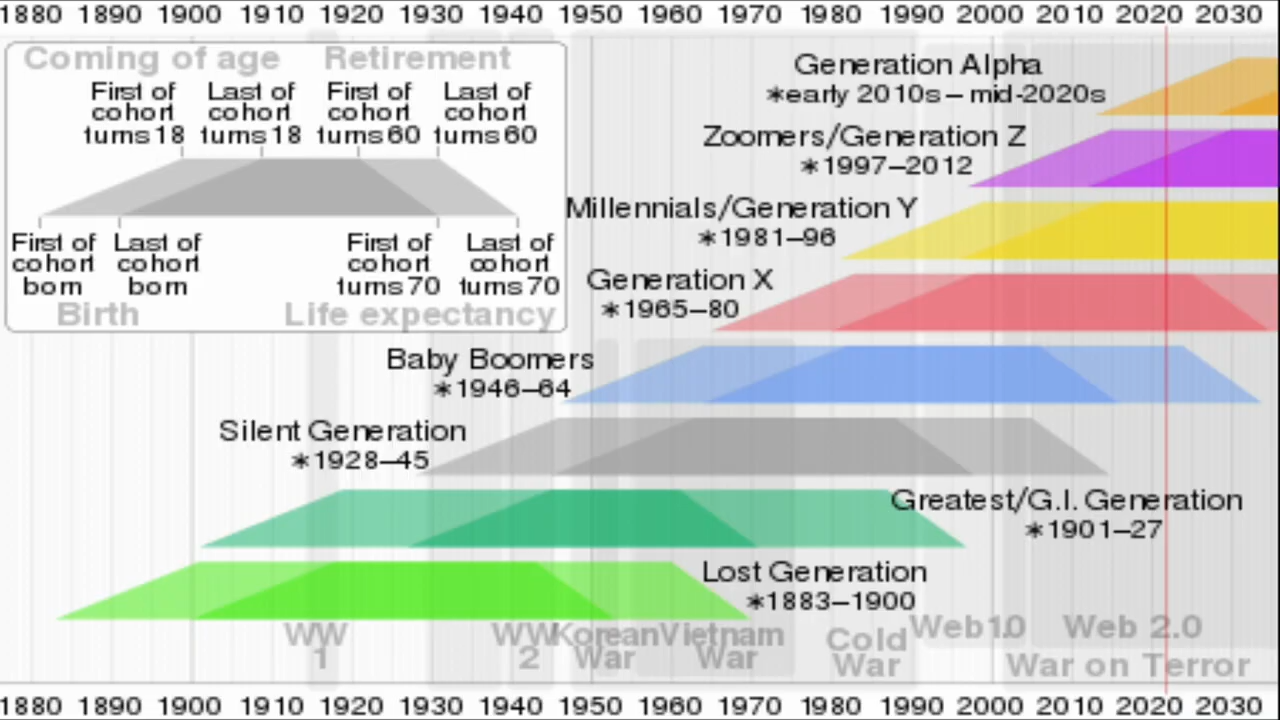 1880 1890 1900 1910 1920 1930 1940 1950 1960 1970 1980 1990 2000 2010 2020 2030
Coming of age Retirement
First of cohort turns 18
Last of cohort turns 18
First of cohort turns 60
Last of cohort turns 60
First of cohort born
Last of cohort born
First of cohort turns 70
Last of cohort turns 70
Birth Life expectancy
Generation Alpha
*early 2010s – mid-2020s
Zoomers/Generation Z
*1997–2012
Millennials/Generation Y
*1981–96
Generation X
*1965–80
Baby Boomers
*1946–64
Silent Generation
*1928–45
Greatest/G.I. Generation
*1901–27
Lost Generation
*1883–1900
WW 1
WW 2
Korean War
Vietnam War
Cold War
Web1.0
Web 2.0
War on Terror
1880 1890 1900 1910 1920 1930 1940 1950 1960 1970 1980 1990 2000 2010 2020 2030